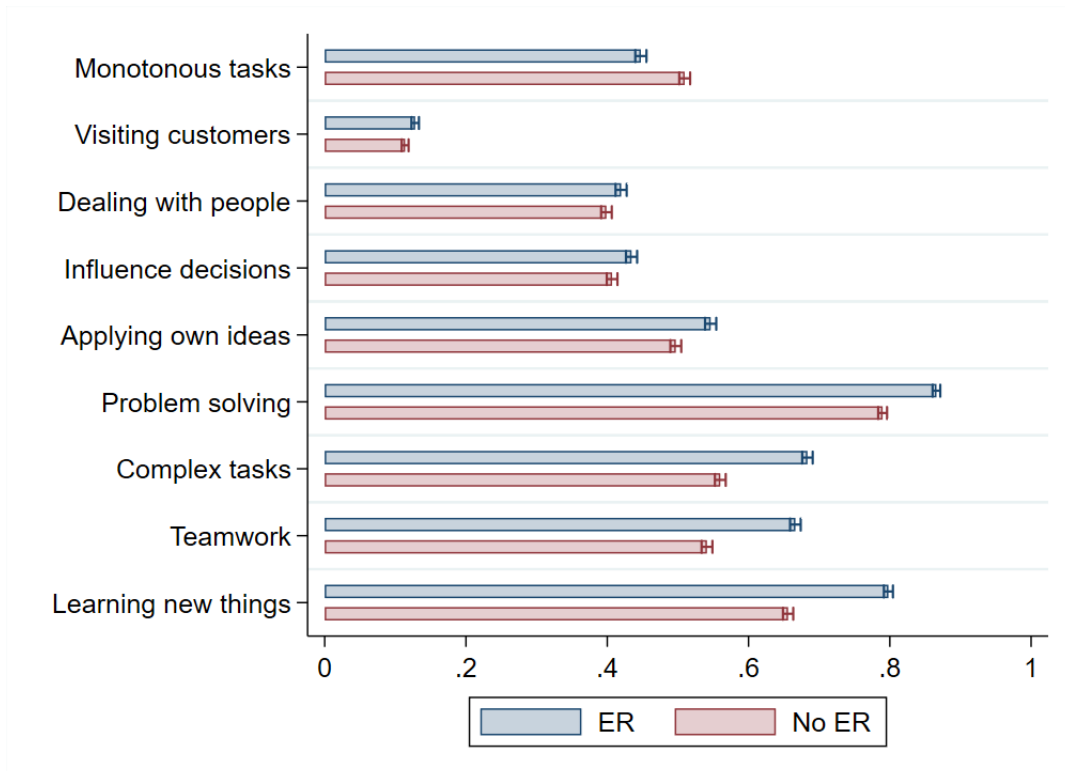 Monotonous tasks
Visiting customers
Dealing with people
Influence decisions
Applying own ideas
Problem solving
Complex tasks
Teamwork
Learning new things
0 .2 .4 .6 .8 1
ER No ER